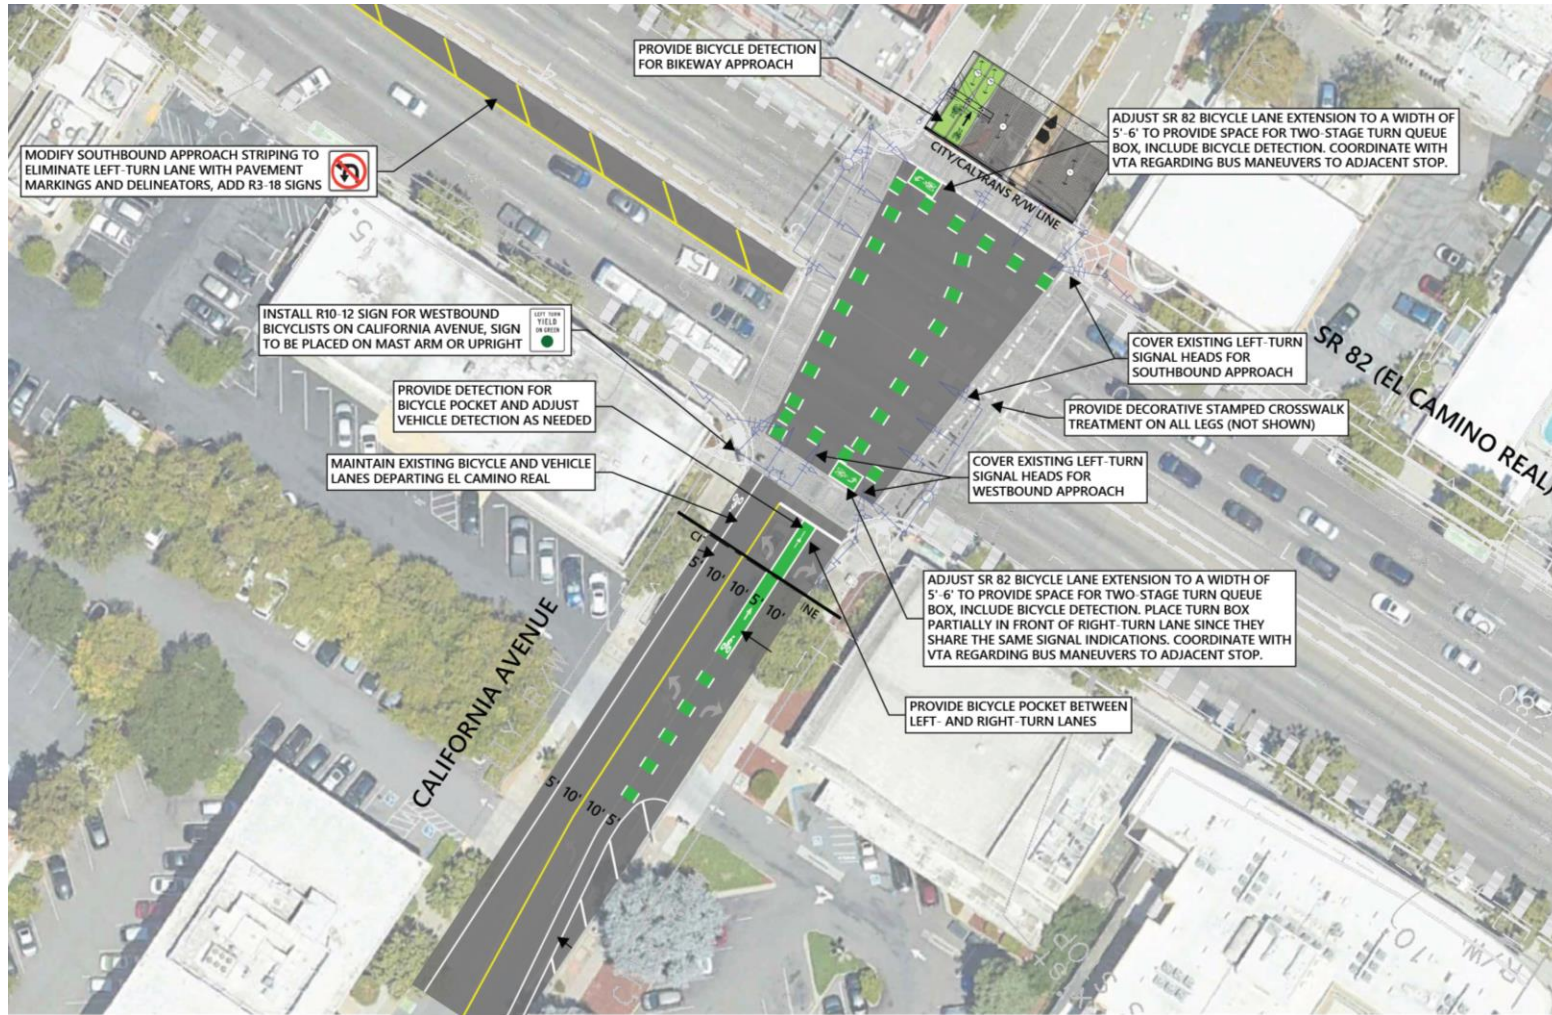 PROVIDE BICYCLE DETECTION
FOR BIKEWAY APPROACH
ADJUST SR 82 BICYCLE LANE EXTENSION TO A WIDTH OF
5'-6' TO PROVIDE SPACE FOR TWO-STAGE TURN QUEUE
BOX, INCLUDE BICYCLE DETECTION. COORDINATE WITH
VTA REGARDING BUS MANEUVERS TO ADJACENT STOP.
MODIFY SOUTHBOUND APPROACH STRIPING TO
ELIMINATE LEFT-TURN LANE WITH PAVEMENT
MARKINGS AND DELINEATORS, ADD R3-18 SIGNS
CITY/CALTRANS R/W LINE
INSTALL R10-12 SIGN FOR WESTBOUND
BICYCLISTS ON CALIFORNIA AVENUE, SIGN
TO BE PLACED ON MAST ARM OR UPRIGHT
LEFT TURN
YIELD
ON GREEN
COVER EXISTING LEFT-TURN
SIGNAL HEADS FOR
SOUTHBOUND APPROACH
SR 82 (EL CAMINO REAL)
PROVIDE DETECTION FOR
BICYCLE POCKET AND ADJUST
VEHICLE DETECTION AS NEEDED
PROVIDE DECORATIVE STAMPED CROSSWALK
TREATMENT ON ALL LEGS (NOT SHOWN)
MAINTAIN EXISTING BICYCLE AND VEHICLE
LANES DEPARTING EL CAMINO REAL
COVER EXISTING LEFT-TURN
SIGNAL HEADS FOR
WESTBOUND APPROACH
5' 10' 10' 5' 10'
ADJUST SR 82 BICYCLE LANE EXTENSION TO A WIDTH OF
5'-6' TO PROVIDE SPACE FOR TWO-STAGE TURN QUEUE
BOX, INCLUDE BICYCLE DETECTION. PLACE TURN BOX
PARTIALLY IN FRONT OF RIGHT-TURN LANE SINCE THEY
SHARE THE SAME SIGNAL INDICATIONS. COORDINATE WITH
VTA REGARDING BUS MANEUVERS TO ADJACENT STOP.
CALIFORNIA AVENUE
PROVIDE BICYCLE POCKET BETWEEN
LEFT- AND RIGHT-TURN LANES
5' 10' 10' 5'
R/W